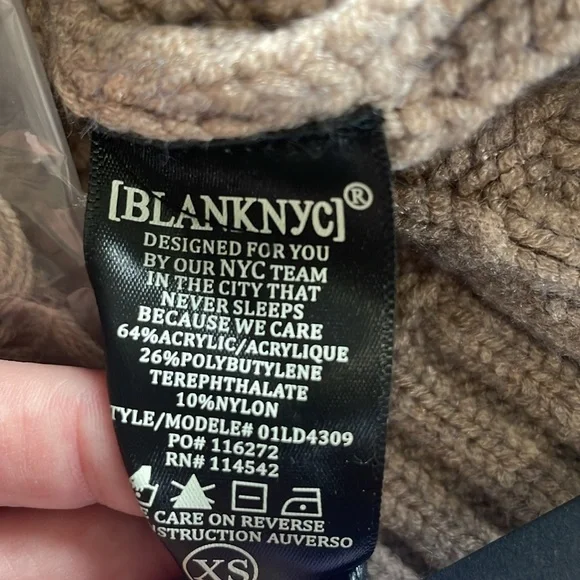 [BLANKNYC]®
DESIGNED FOR YOU
BY OUR NYC TEAM
IN THE CITY THAT
NEVER SLEEPS
BECAUSE WE CARE
64%ACRYLIC/ACRYLIQUE
26%POLYBUTYLENE
TEREPHTHALATE
10%NYLON
TYLE/MODELE# 01LD4309
PO# 116272
RN# 114542
E CARE ON REVERSE
NSTRUCTION AUVERSO
XS